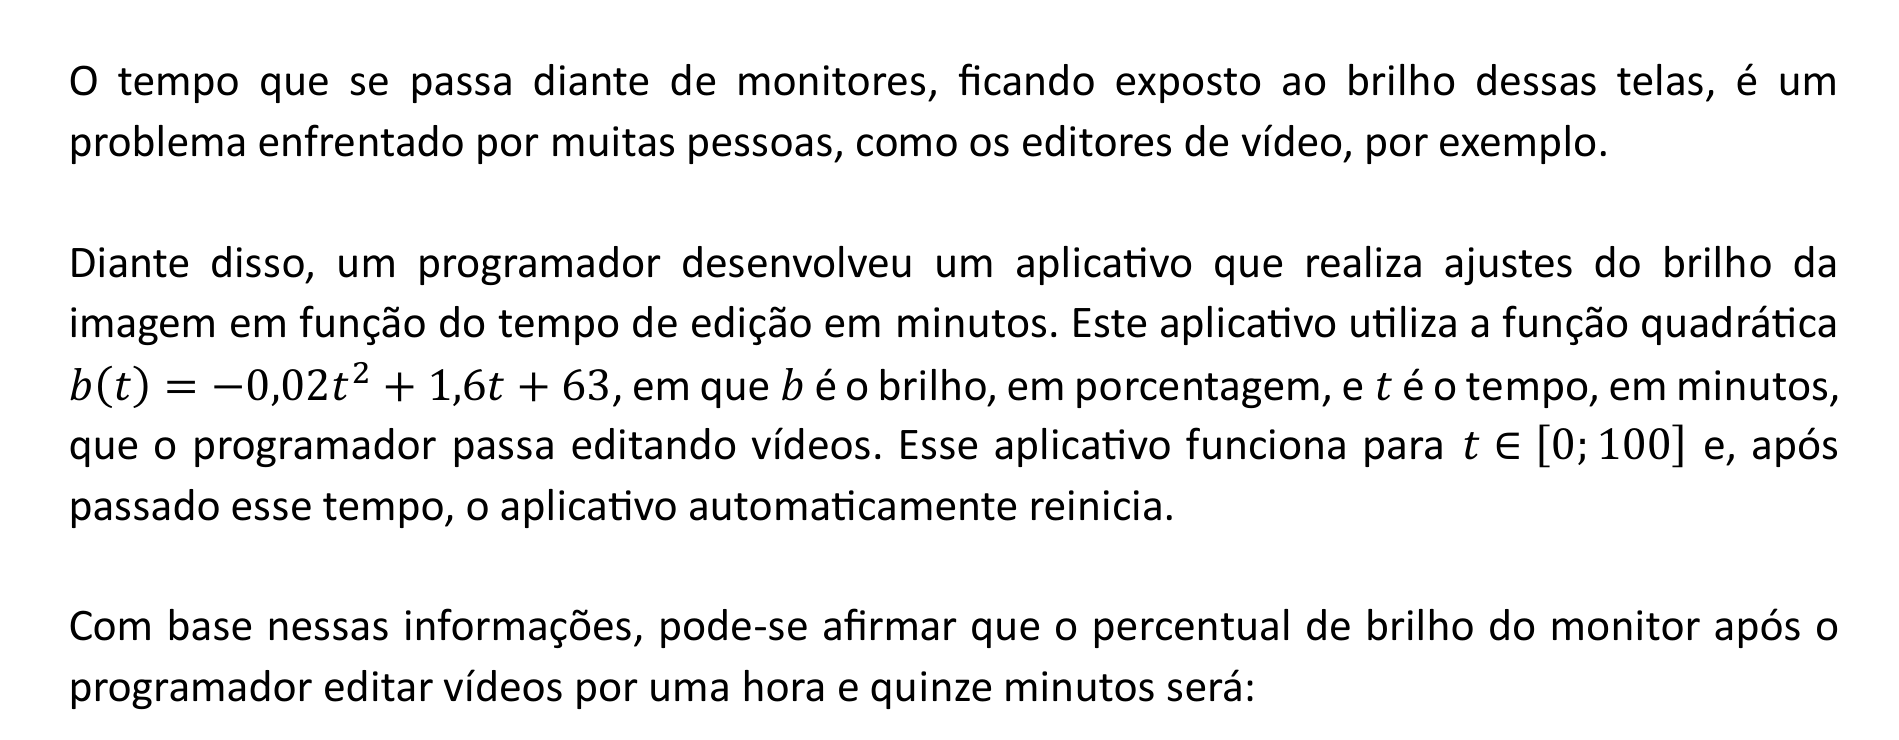 O tempo que se passa diante de monitores, ficando exposto ao brilho dessas telas, é um
problema enfrentado por muitas pessoas, como os editores de vídeo, por exemplo.
Diante disso, um programador desenvolveu um aplicativo que realiza ajustes do brilho da
imagem em função do tempo de edição em minutos. Este aplicativo utiliza a função quadrática
b(t) = −0,02t² + 1,6t + 63, em que b é o brilho, em porcentagem, e t é o tempo, em minutos,
que o programador passa editando vídeos. Esse aplicativo funciona para t ∈ [0; 100] e, após
passado esse tempo, o aplicativo automaticamente reinicia.
Com base nessas informações, pode-se afirmar que o percentual de brilho do monitor após o
programador editar vídeos por uma hora e quinze minutos será: